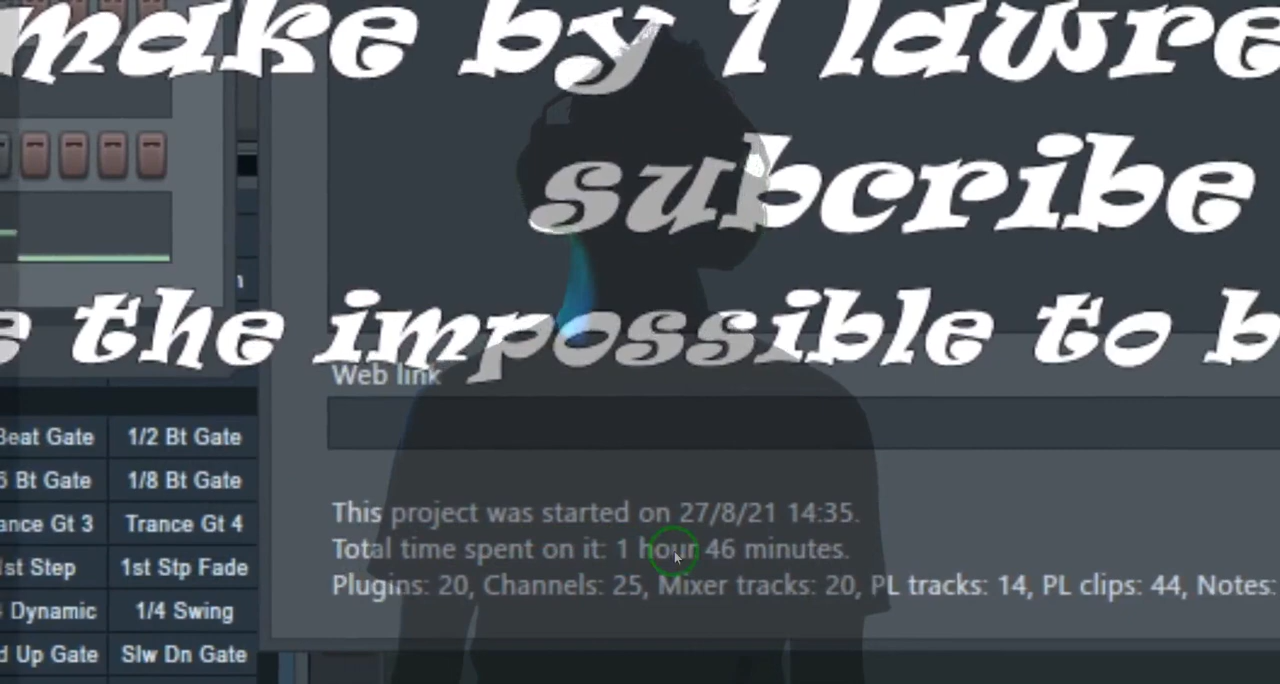 make by 1 lawre
subcribe
e the impossible to b
Web link
Beat Gate 1/2 Bt Gate
6 Bt Gate 1/8 Bt Gate
ance Gt 3 Trance Gt 4
1st Step 1st Stp Fade
Dynamic 1/4 Swing
d Up Gate Slw Dn Gate
This project was started on 27/8/21 14:35.
Total time spent on it: 1 hour 46 minutes.
Plugins: 20, Channels: 25, Mixer tracks: 20, PL tracks: 14, PL clips: 44, Notes: